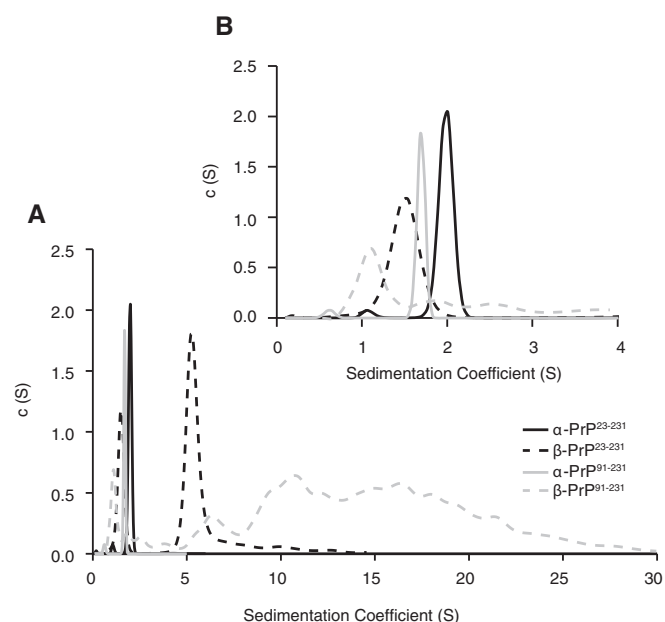 B
2.5
2.0
1.5
1.0
0.5
0.0
c (S)
0 1 2 3 4
Sedimentation Coefficient (S)
A
2.5
2.0
1.5
1.0
0.5
0.0
c (S)
0 5 10 15 20 25 30
Sedimentation Coefficient (S)
α-PrP²³⁻²³¹
β-PrP²³⁻²³¹
α-PrP⁹¹⁻²³¹
β-PrP⁹¹⁻²³¹